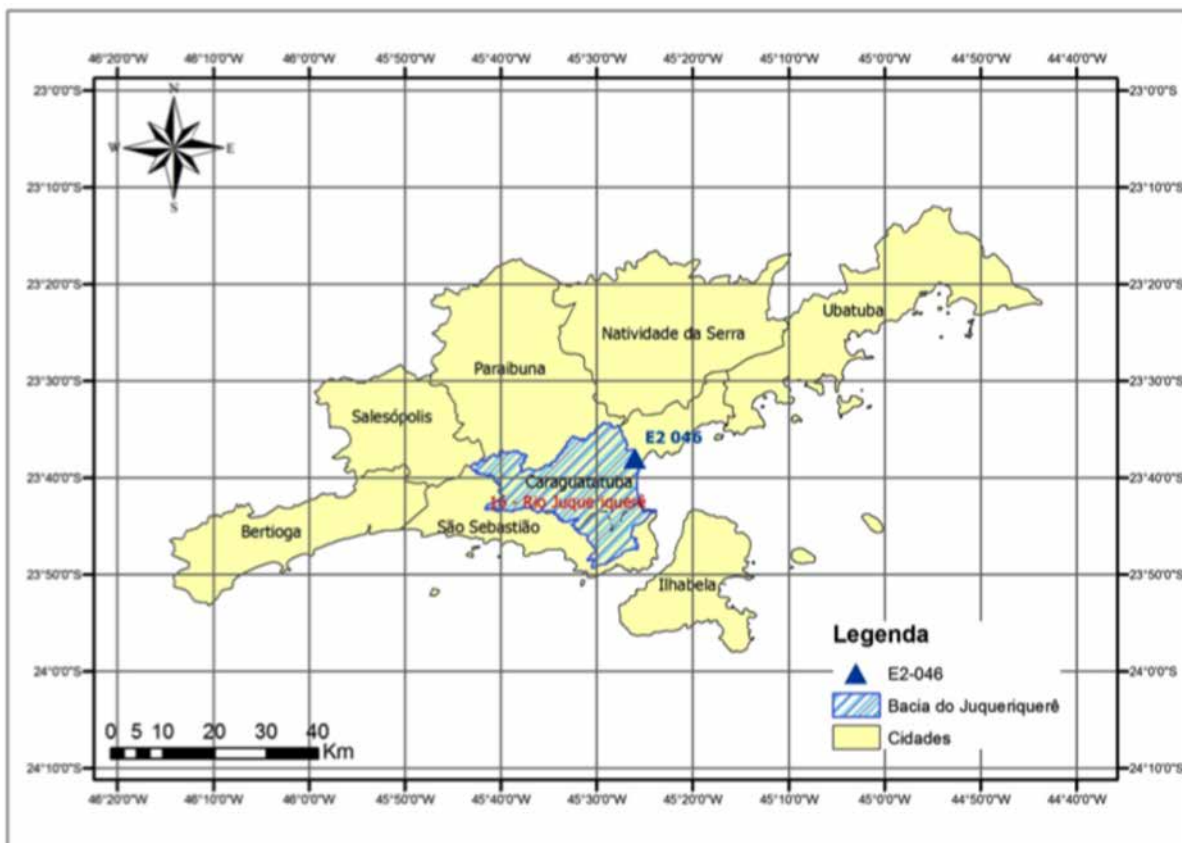 46°20'0"W 46°10'0"W 46°0'0"W 45°50'0"W 45°40'0"W 45°30'0"W 45°20'0"W 45°10'0"W 45°0'0"W 44°50'0"W 44°40'0"W
23°0'0"S 23°0'0"S
N
W E
S
23°10'0"S 23°10'0"S
23°20'0"S 23°20'0"S
Ubatuba
Natividade da Serra
Paraibuna
23°30'0"S 23°30'0"S
Salesópolis
E2 046
23°40'0"S 23°40'0"S
Caraguatatuba
16 - Rio Juqueriquerê
São Sebastião
Bertioga
23°50'0"S 23°50'0"S
Ilhabela
Legenda
24°0'0"S 24°0'0"S
E2-046
Bacia do Juqueriquerê
Cidades
0 5 10 20 30 40
Km
24°10'0"S 24°10'0"S
46°20'0"W 46°10'0"W 46°0'0"W 45°50'0"W 45°40'0"W 45°30'0"W 45°20'0"W 45°10'0"W 45°0'0"W 44°50'0"W 44°40'0"W